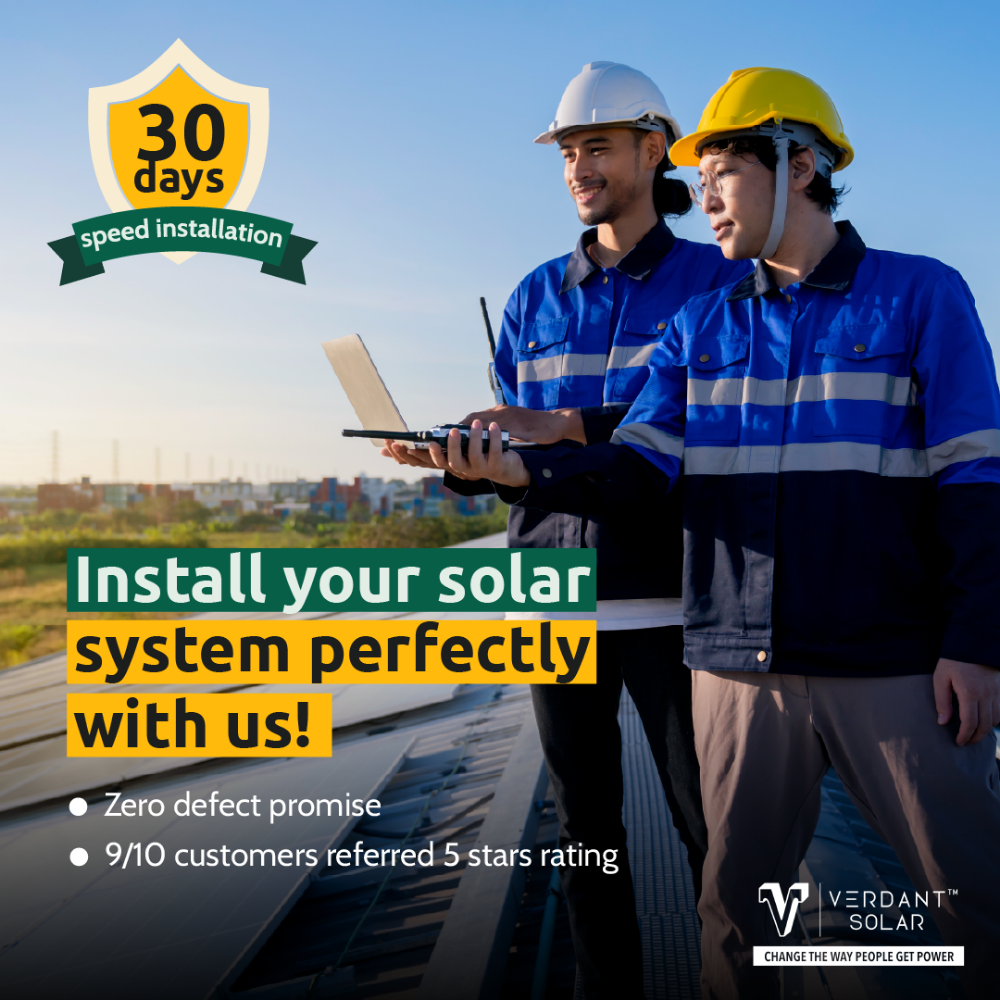 30
days
speed installation
Install your solar
system perfectly
with us!
● Zero defect promise
● 9/10 customers referred 5 stars rating
VERDANT™
SOLAR
CHANGE THE WAY PEOPLE GET POWER